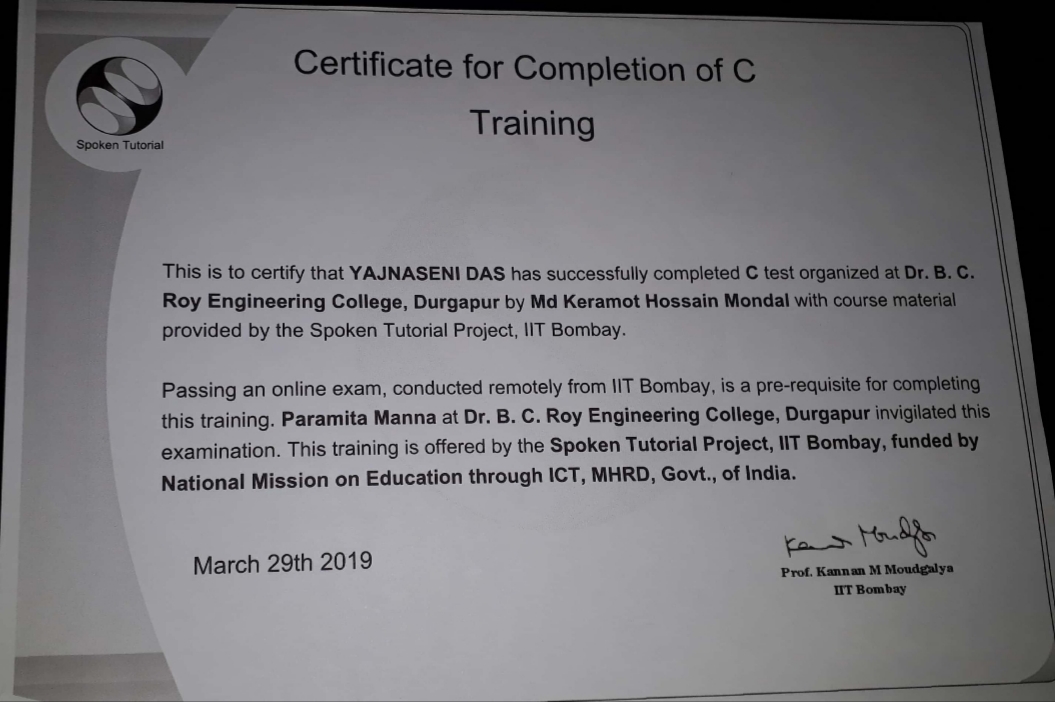 Certificate for Completion of C
Training
Spoken Tutorial
This is to certify that YAJNASENI DAS has successfully completed C test organized at Dr. B. C.
Roy Engineering College, Durgapur by Md Keramot Hossain Mondal with course material
provided by the Spoken Tutorial Project, IIT Bombay.
Passing an online exam, conducted remotely from IIT Bombay, is a pre-requisite for completing
this training. Paramita Manna at Dr. B. C. Roy Engineering College, Durgapur invigilated this
examination. This training is offered by the Spoken Tutorial Project, IIT Bombay, funded by
National Mission on Education through ICT, MHRD, Govt., of India.
March 29th 2019
Prof. Kannan M Moudgalya
IIT Bombay